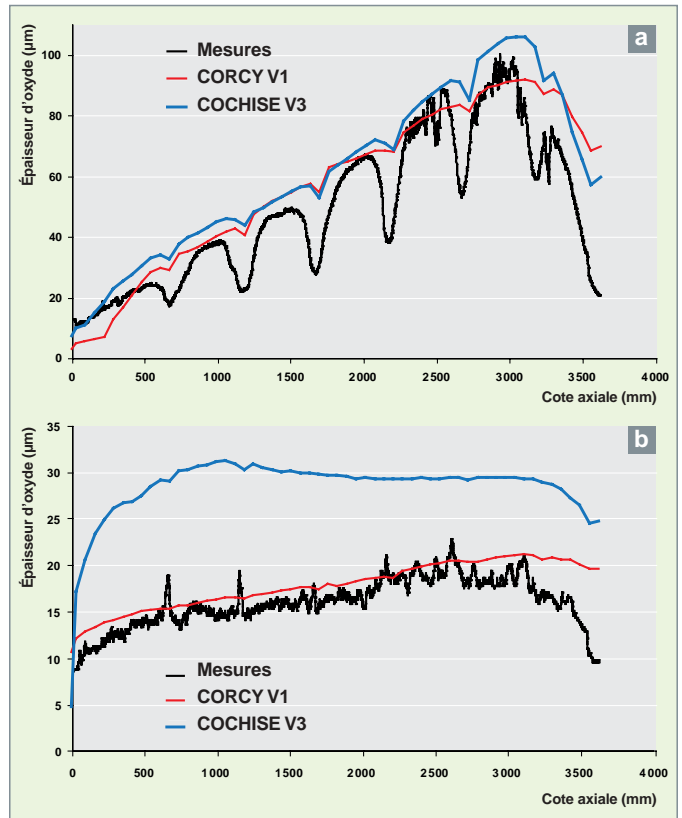 Épaisseur d'oxyde (µm)
a
Mesures
CORCY V1
COCHISE V3
100
80
60
40
20
0
0 500 1000 1500 2000 2500 3000 3500 4000
Cote axiale (mm)
Épaisseur d'oxyde (µm)
b
35
30
25
20
15
10
5
0
Mesures
CORCY V1
COCHISE V3
0 500 1000 1500 2000 2500 3000 3500 4000
Cote axiale (mm)